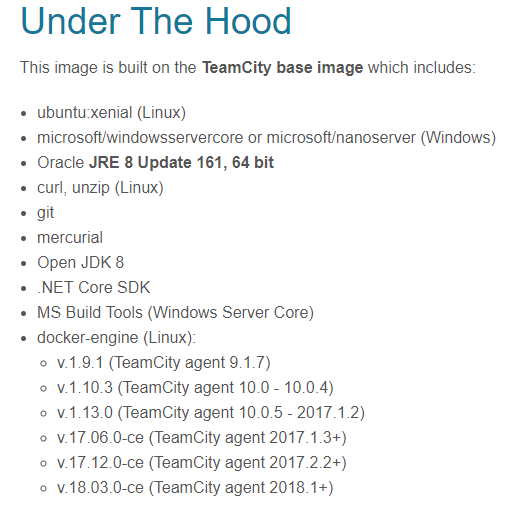 Under The Hood
This image is built on the TeamCity base image which includes:
• ubuntu:xenial (Linux)
• microsoft/windowsservercore or microsoft/nanoserver (Windows)
• Oracle JRE 8 Update 161, 64 bit
• curl, unzip (Linux)
• git
• mercurial
• Open JDK 8
• .NET Core SDK
• MS Build Tools (Windows Server Core)
• docker-engine (Linux):
◦ v.1.9.1 (TeamCity agent 9.1.7)
◦ v.1.10.3 (TeamCity agent 10.0 - 10.0.4)
◦ v.1.13.0 (TeamCity agent 10.0.5 - 2017.1.2)
◦ v.17.06.0-ce (TeamCity agent 2017.1.3+)
◦ v.17.12.0-ce (TeamCity agent 2017.2.2+)
◦ v.18.03.0-ce (TeamCity agent 2018.1+)